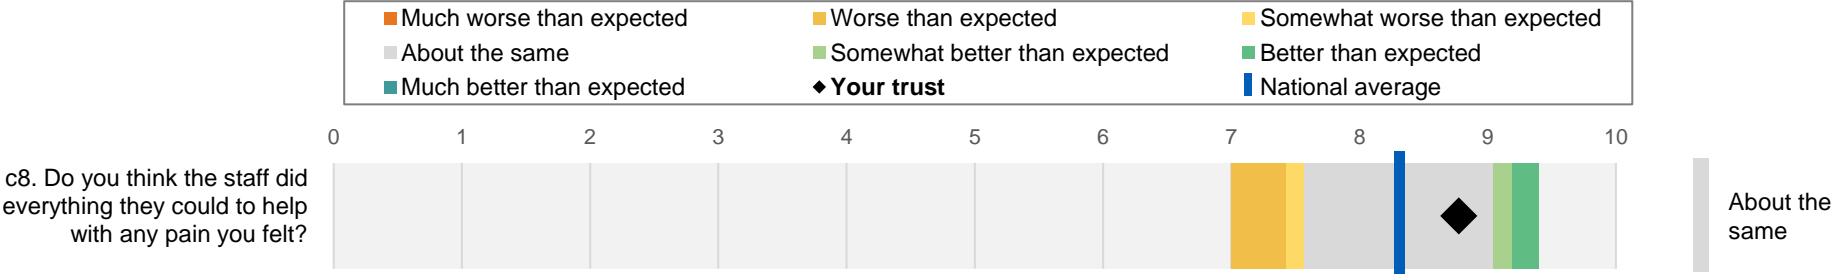 Much worse than expected
Worse than expected
Somewhat worse than expected
About the same
Somewhat better than expected
Better than expected
Much better than expected
Your trust
National average
0 1 2 3 4 5 6 7 8 9 10
c8. Do you think the staff did
everything they could to help
with any pain you felt?
About the
same